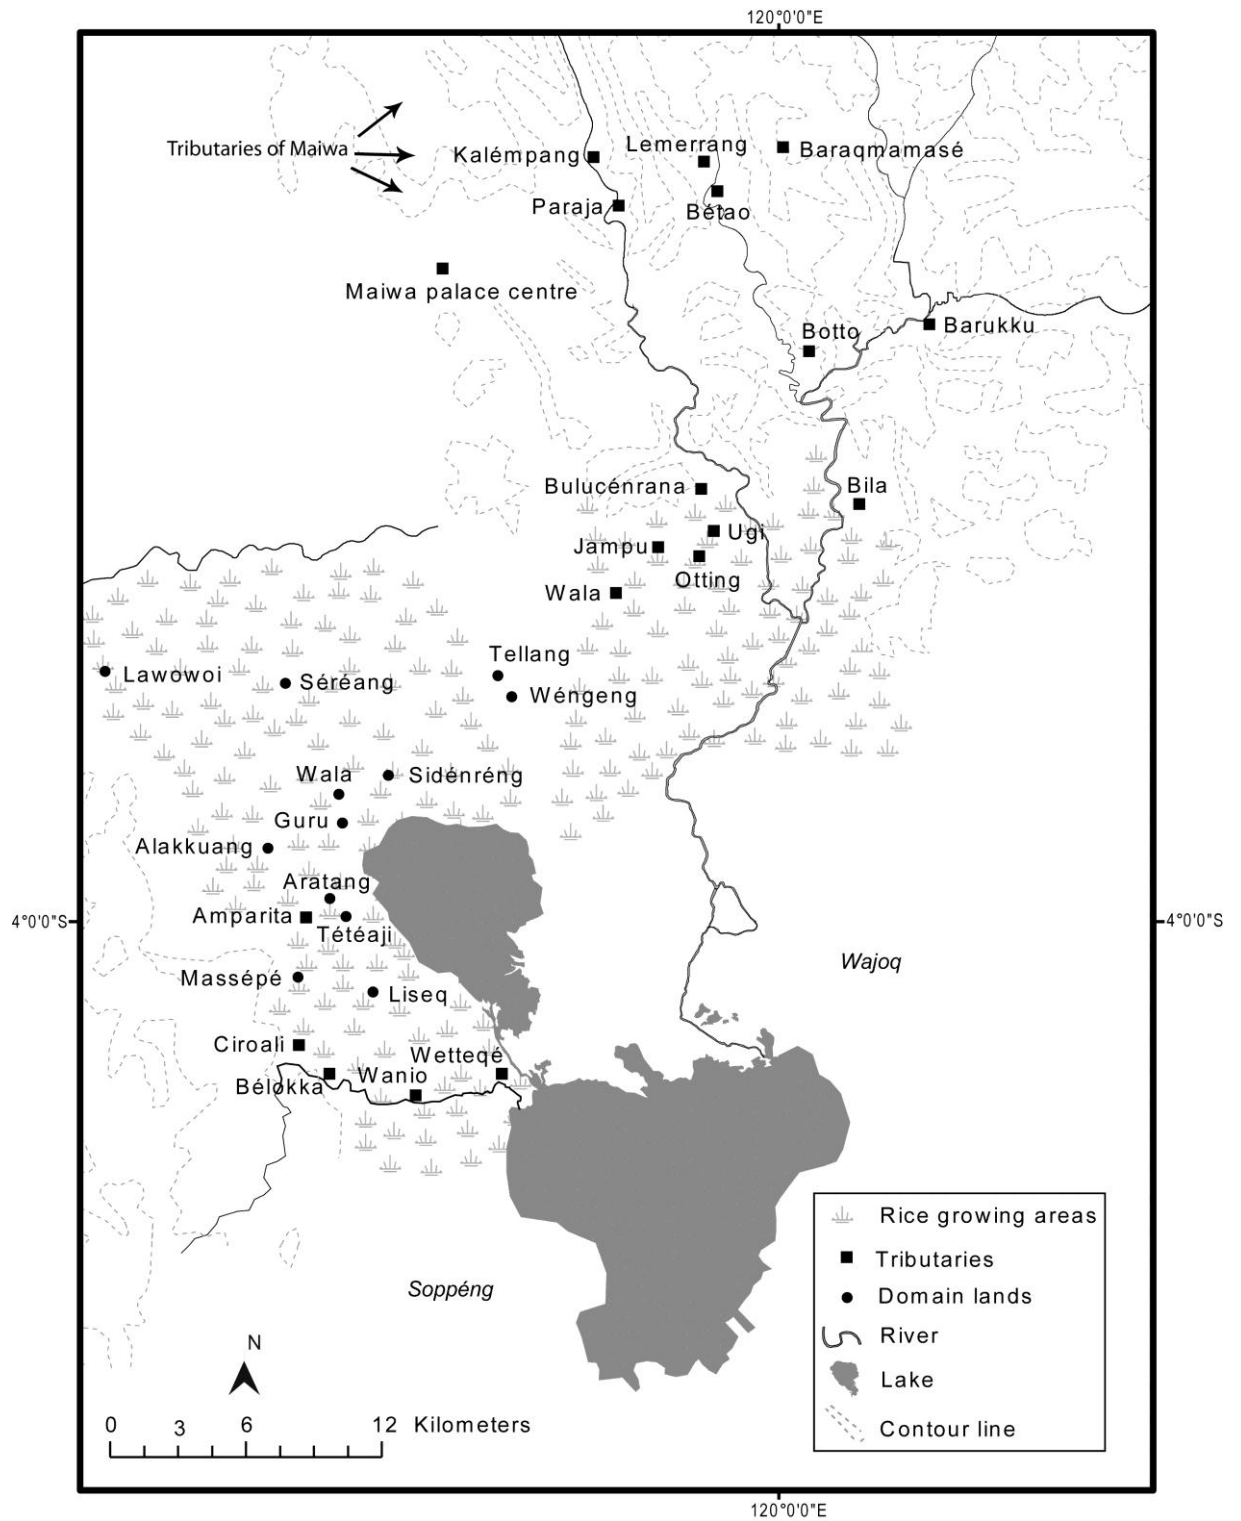 120°0'0"E
Tributaries of Maiwa
Kalémpang
Lemerrang
Baraqmamasé
Paraja
Bétao
Maiwa palace centre
Botto
Barukku
Bulucénrana
Bila
Ugi
Jampu
Otting
Wala
Tellang
Lawowoi
Séréang
Wéngeng
Wala
Sidénréng
Guru
Alakkuang
Aratang
Amparita
4°0'0"S
4°0'0"S
Tétéaji
Wajoq
Massépé
Liseq
Ciroali
Wetteqé
Bélokka
Wanio
Soppéng
Rice growing areas
Tributaries
Domain lands
River
Lake
Contour line
N
0 3 6 12 Kilometers
120°0'0"E